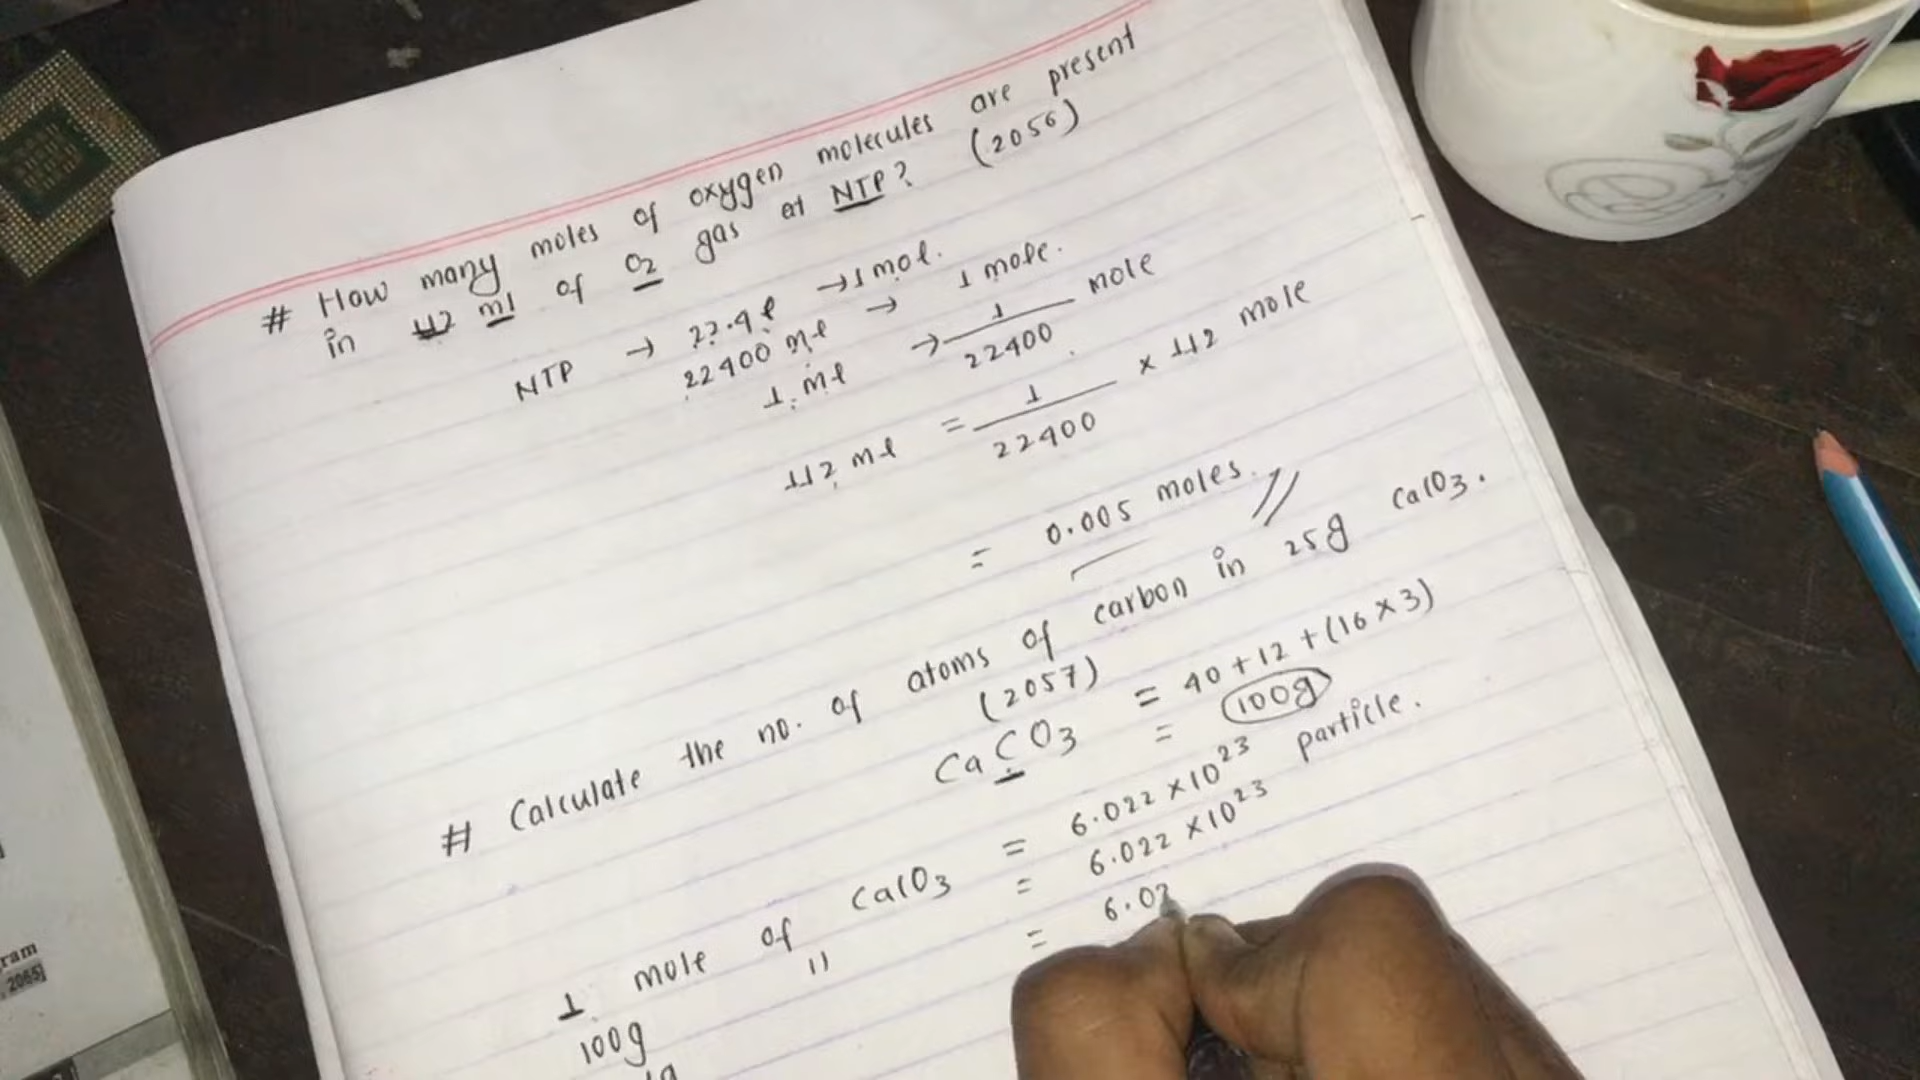 # How many moles of oxygen molecules are present
in 112 ml of O2 gas at NTP? (2056)
NTP → 22.4 l → 1 mol.
22400 ml → 1 mole.
1 ml → 1/22400 mole
112 ml = 1/22400 × 112 mole
= 0.005 moles. //
# Calculate the no. of atoms of carbon in 25g CaCO3.
(2057)
CaCO3 = 40+12+(16×3)
= 100g
1 mole of CaCO3 = 6.022×10^23 particle.
100g " = 6.022×10^23
= 6.02
ram
2065]